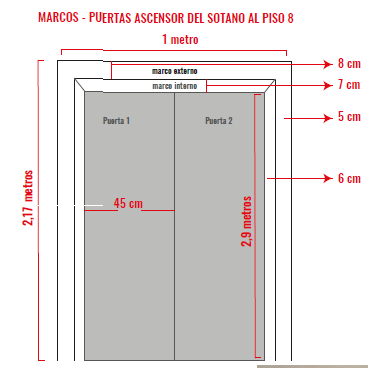 MARCOS - PUERTAS ASCENSOR DEL SOTANO AL PISO 8
1 metro
8 cm
marco externo
7 cm
marco interno
5 cm
Puerta 1
Puerta 2
6 cm
45 cm
2,17 metros
2,9 metros